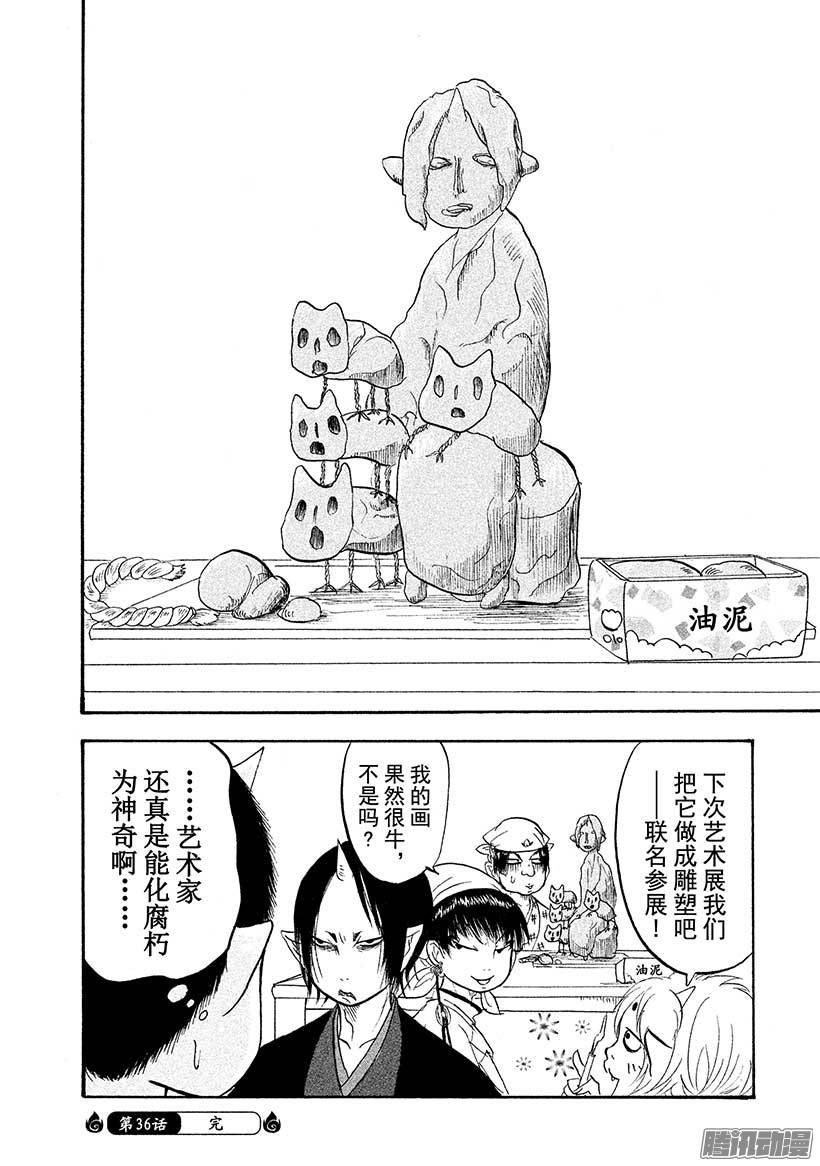 油泥
下次艺术展我们
把它做成雕塑吧
——联名参展！
油泥
我的画
果然很牛，
不是吗？
……艺术家
还真是能化腐朽
为神奇啊……
第36话
完
腾讯动漫